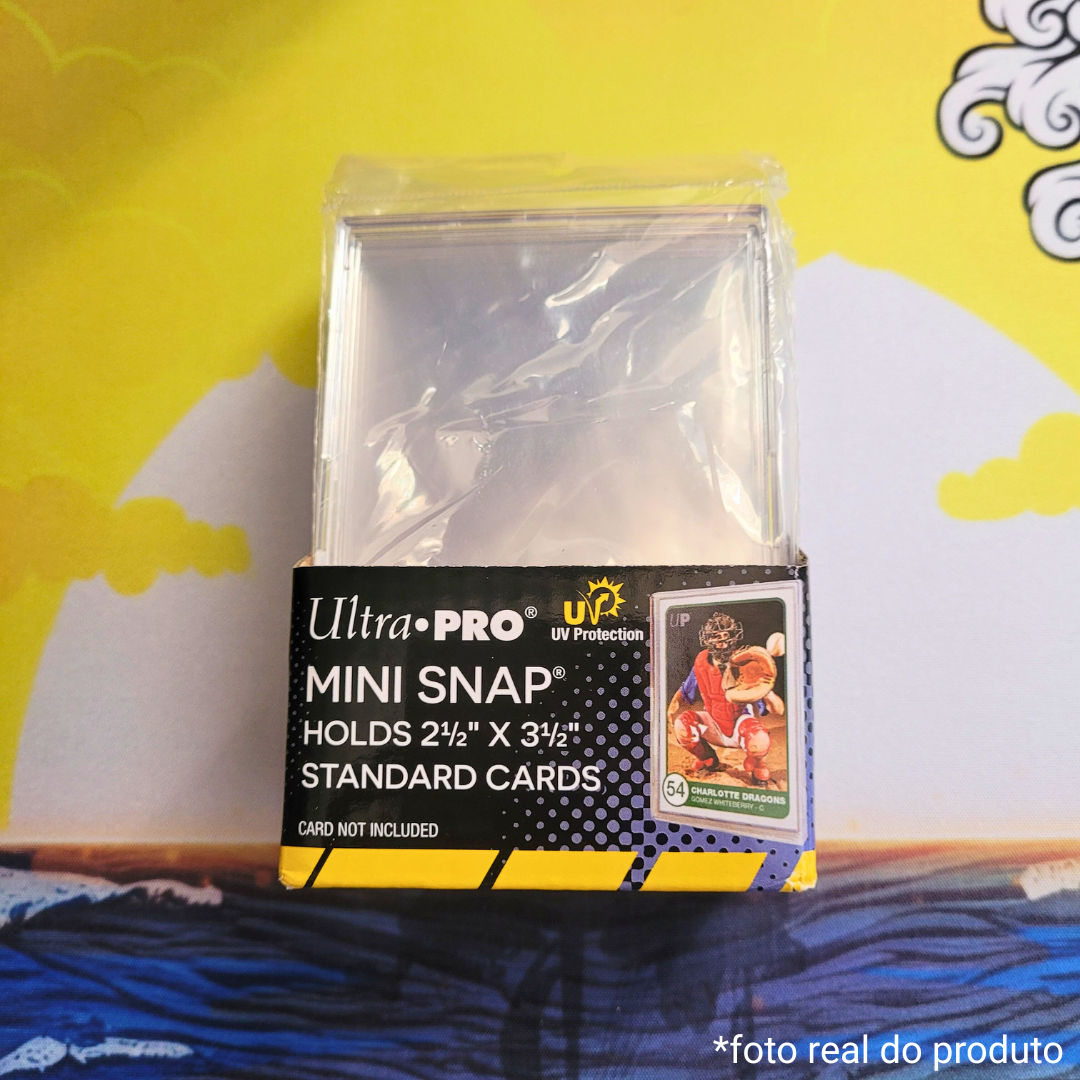 Ultra•PRO®
UV
UV Protection
MINI SNAP®
HOLDS 2½" X 3½"
STANDARD CARDS
CARD NOT INCLUDED
UP
54
CHARLOTTE DRAGONS
GOMEZ WHITEBERRY - C
*foto real do produto